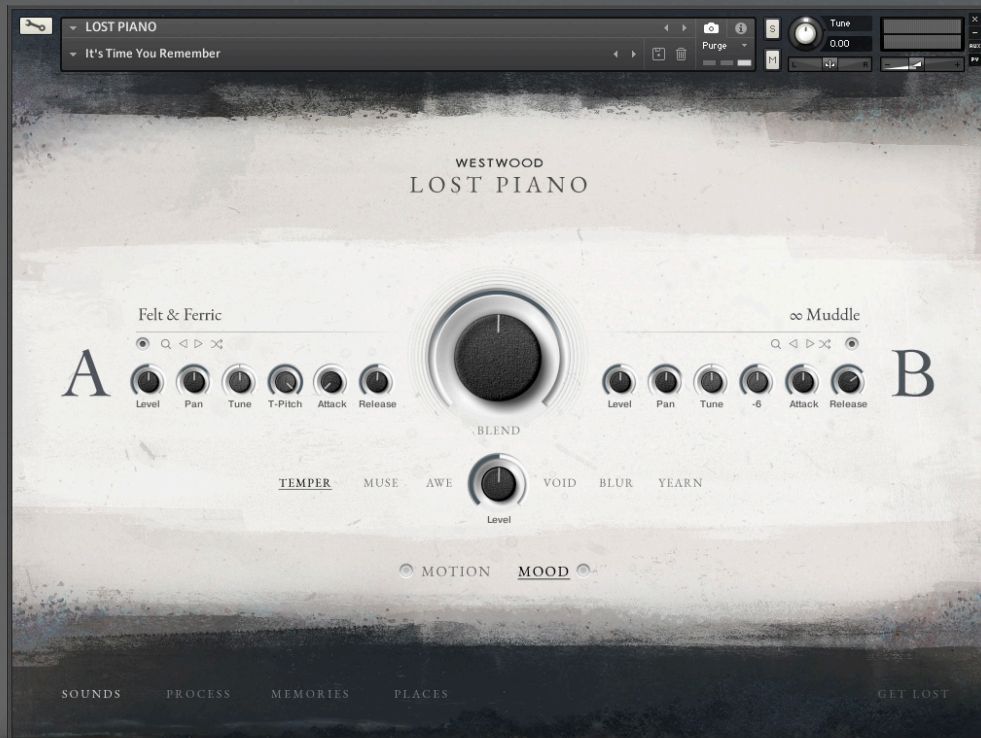 LOST PIANO
It's Time You Remember
Purge
S
M
Tune
0.00
L R
- +
AUX
PV
WESTWOOD
LOST PIANO
Felt & Ferric
∞ Muddle
A
B
Level Pan Tune T-Pitch Attack Release
Level Pan Tune -6 Attack Release
BLEND
TEMPER MUSE AWE VOID BLUR YEARN
Level
MOTION MOOD
SOUNDS PROCESS MEMORIES PLACES GET LOST